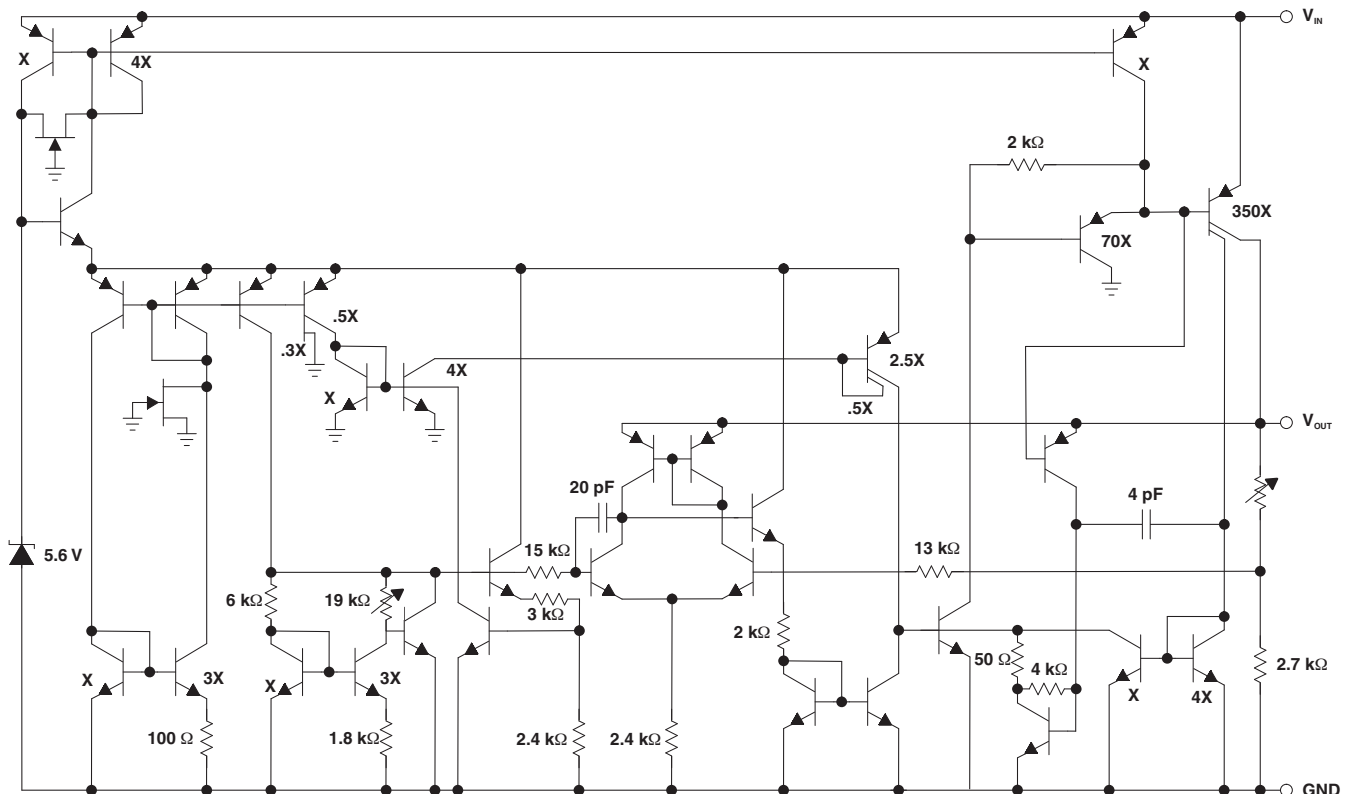 V_IN
X
4X
X
2 kΩ
350X
70X
.5X
.3X
4X
2.5X
X
.5X
V_OUT
20 pF
4 pF
5.6 V
15 kΩ
13 kΩ
6 kΩ
19 kΩ
3 kΩ
2 kΩ
50 Ω
4 kΩ
2.7 kΩ
X
3X
X
3X
X
4X
100 Ω
1.8 kΩ
2.4 kΩ
2.4 kΩ
GND